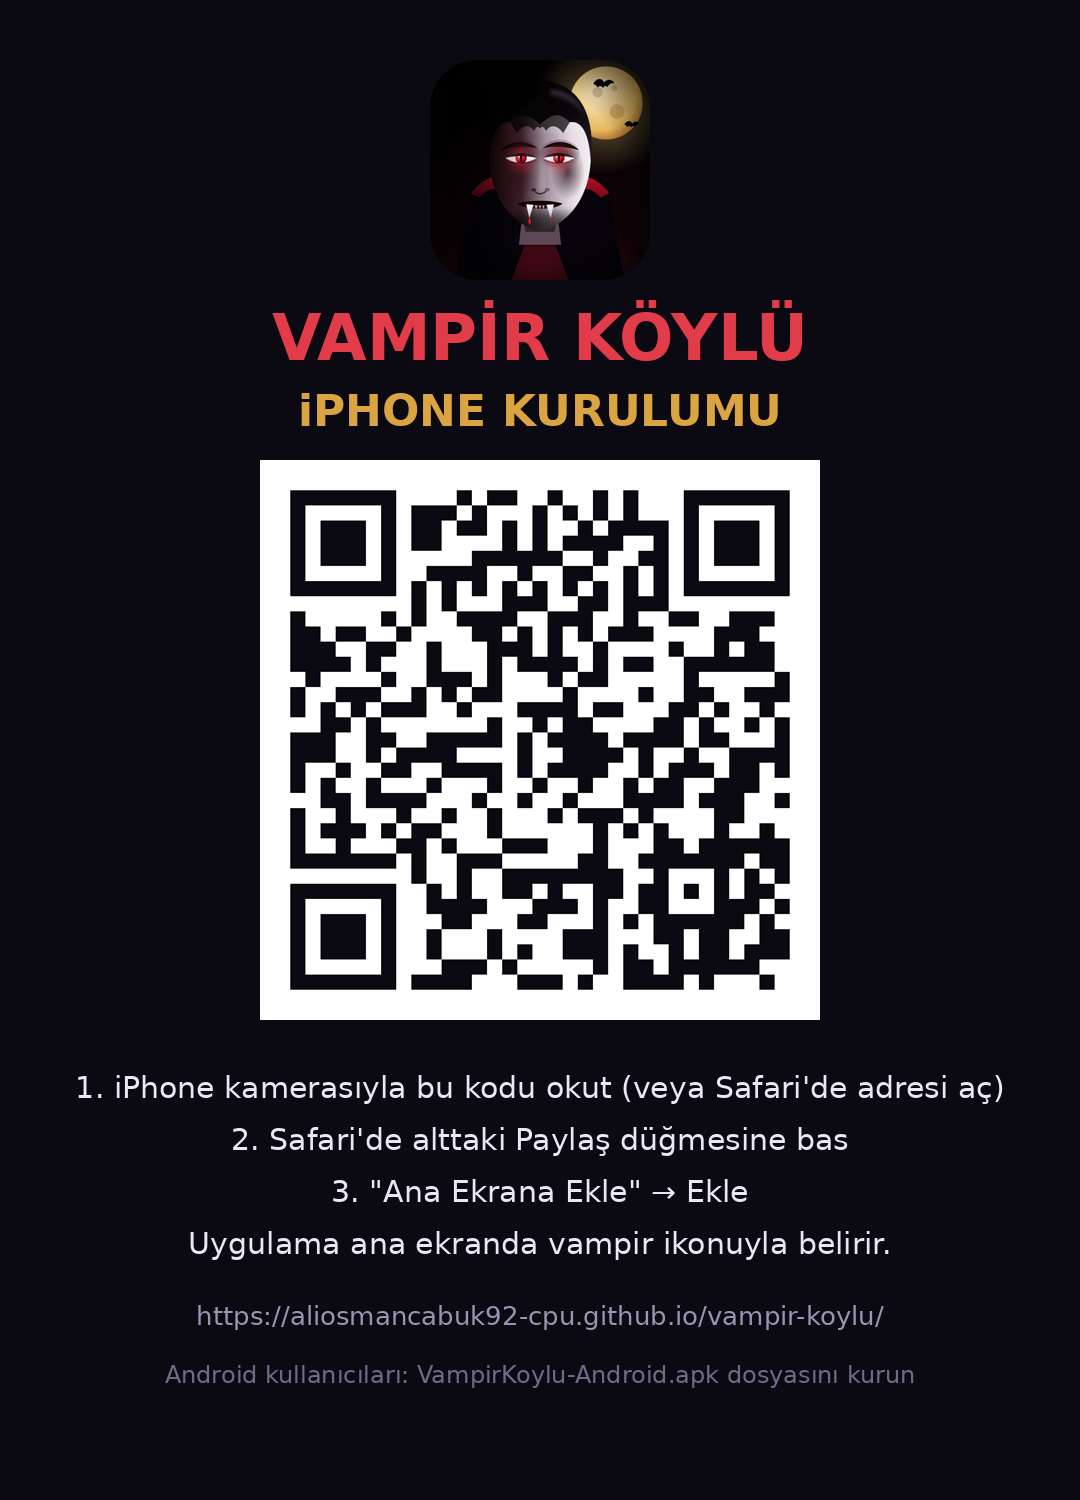 VAMPİR KÖYLÜ
iPHONE KURULUMU
1. iPhone kamerasıyla bu kodu okut (veya Safari'de adresi aç)
2. Safari'de alttaki Paylaş düğmesine bas
3. "Ana Ekrana Ekle" → Ekle
Uygulama ana ekranda vampir ikonuyla belirir.
https://aliosmancabuk92-cpu.github.io/vampir-koylu/
Android kullanıcıları: VampirKoylu-Android.apk dosyasını kurun